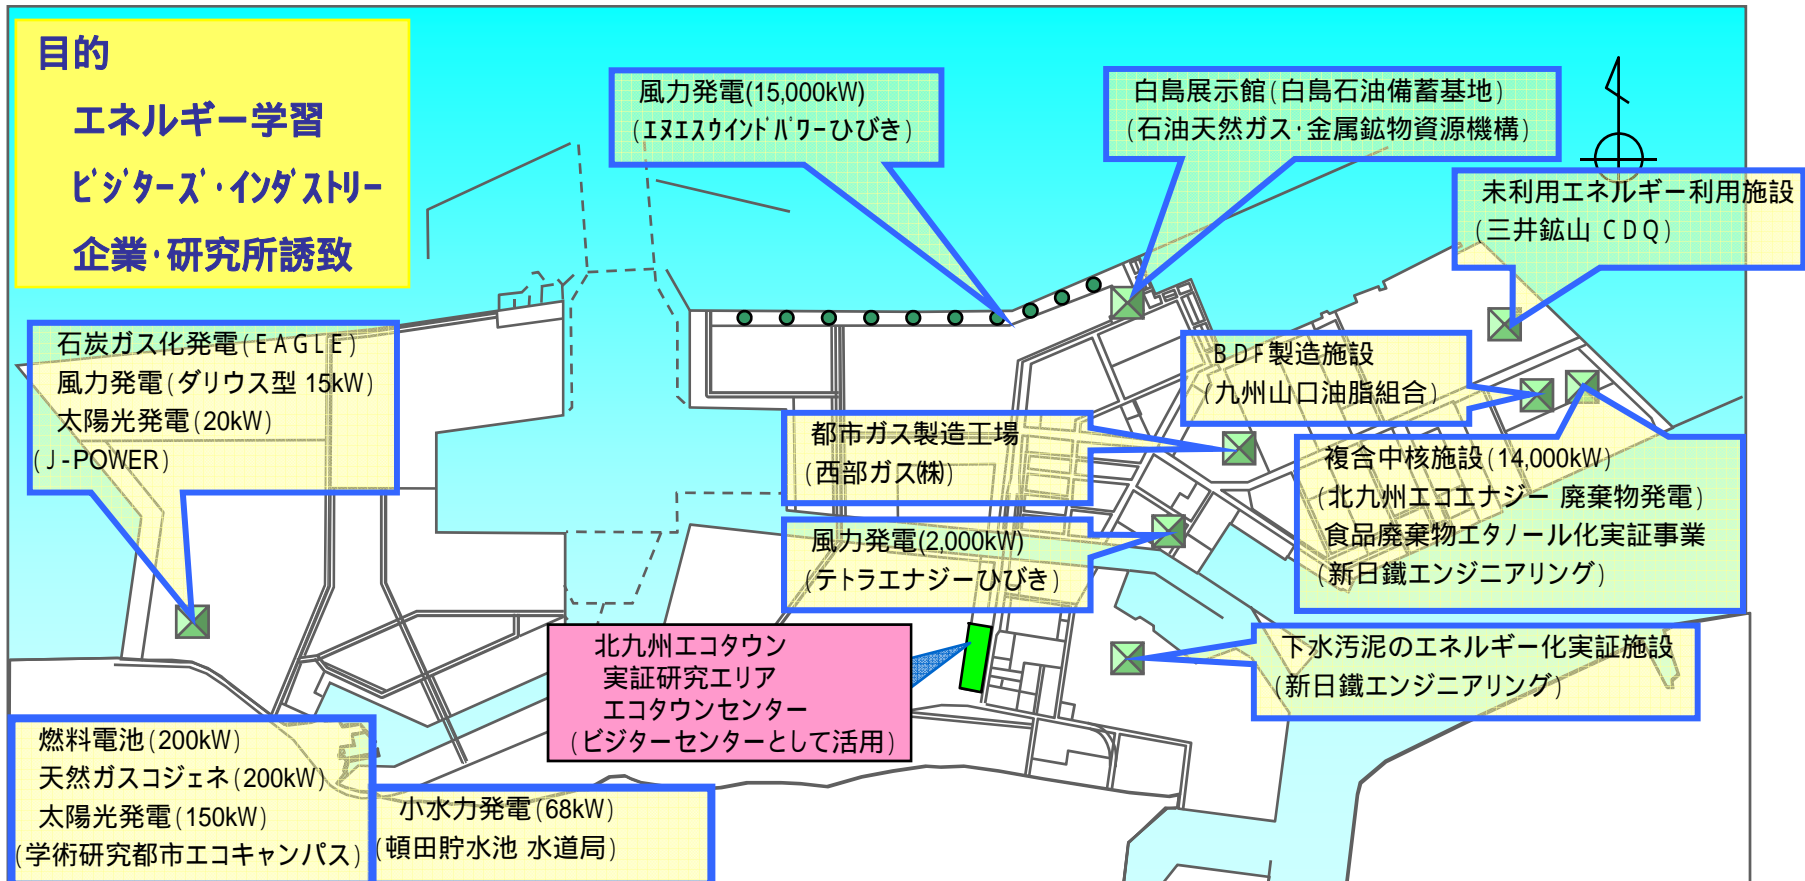 目的
エネルギー学習
ビジターズ・インダストリー
企業・研究所誘致
風力発電(15,000kW)
(エヌエスウインドパワーひびき)
白島展示館(白島石油備蓄基地)
(石油天然ガス・金属鉱物資源機構)
未利用エネルギー利用施設
(三井鉱山 CDQ)
石炭ガス化発電(EAGLE)
風力発電(ダリウス型 15kW)
太陽光発電(20kW)
(J-POWER)
BDF製造施設
(九州山口油脂組合)
都市ガス製造工場
(西部ガス㈱)
複合中核施設(14,000kW)
(北九州エコエナジー 廃棄物発電)
食品廃棄物エタノール化実証事業
(新日鐵エンジニアリング)
風力発電(2,000kW)
(テトラエナジーひびき)
北九州エコタウン
実証研究エリア
エコタウンセンター
(ビジターセンターとして活用)
下水汚泥のエネルギー化実証施設
(新日鐵エンジニアリング)
燃料電池(200kW)
天然ガスコジェネ(200kW)
太陽光発電(150kW)
(学術研究都市エコキャンパス)
小水力発電(68kW)
(頓田貯水池 水道局)